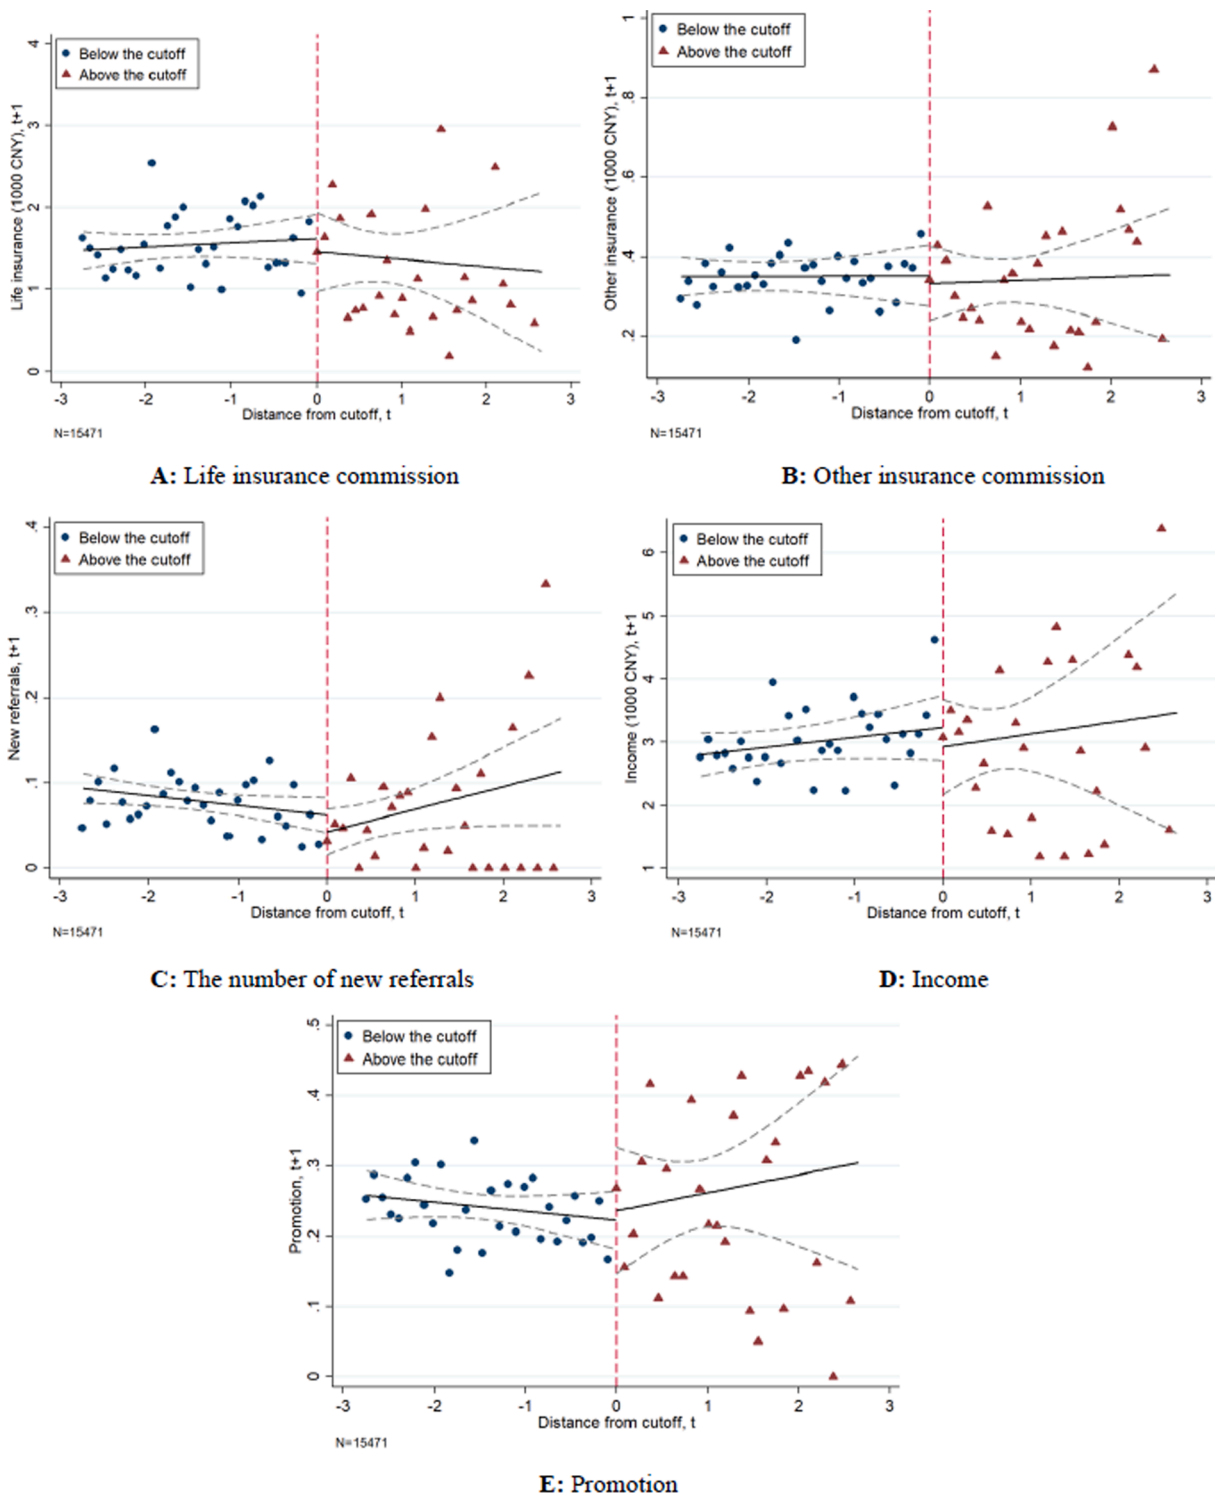 Below the cutoff
Above the cutoff
Life insurance (1000 CNY), t+1
4
3
2
1
0
-3 -2 -1 0 1 2 3
Distance from cutoff, t
N=15471
A: Life insurance commission
Below the cutoff
Above the cutoff
Other insurance (1000 CNY), t+1
1
.8
.6
.4
.2
-3 -2 -1 0 1 2 3
Distance from cutoff, t
N=15471
B: Other insurance commission
Below the cutoff
Above the cutoff
New referrals, t+1
.4
.3
.2
.1
0
-3 -2 -1 0 1 2 3
Distance from cutoff, t
N=15471
C: The number of new referrals
Below the cutoff
Above the cutoff
Income (1000 CNY), t+1
6
5
4
3
2
1
-3 -2 -1 0 1 2 3
Distance from cutoff, t
N=15471
D: Income
Below the cutoff
Above the cutoff
Promotion, t+1
.5
.4
.3
.2
.1
0
-3 -2 -1 0 1 2 3
Distance from cutoff, t
N=15471
E: Promotion